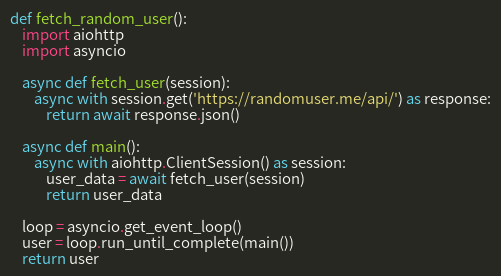 def fetch_random_user():
    import aiohttp
    import asyncio

    async def fetch_user(session):
        async with session.get('https://randomuser.me/api/') as response:
            return await response.json()

    async def main():
        async with aiohttp.ClientSession() as session:
            user_data = await fetch_user(session)
            return user_data

    loop = asyncio.get_event_loop()
    user = loop.run_until_complete(main())
    return user